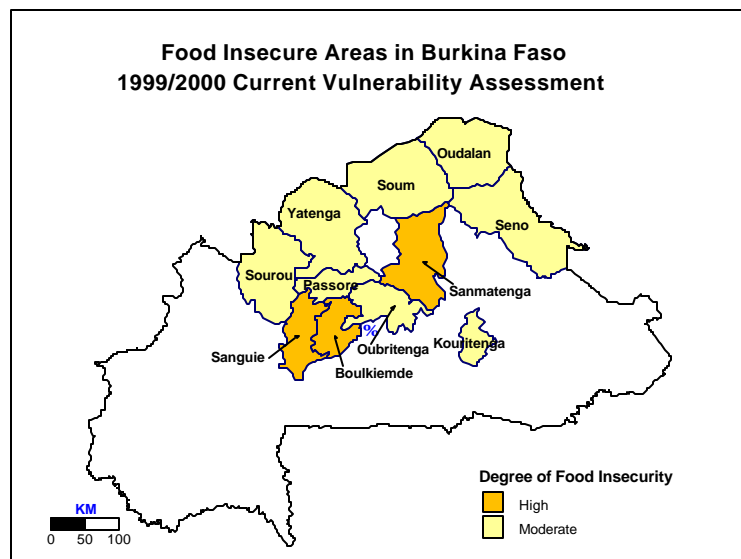 Food Insecure Areas in Burkina Faso
1999/2000 Current Vulnerability Assessment
Oudalan
Soum
Yatenga
Seno
Sourou
Passore
Sanmatenga
%
Sanguie
Oubritenga
Kouritenga
Boulkiemde
Degree of Food Insecurity
High
Moderate
KM
0 50 100